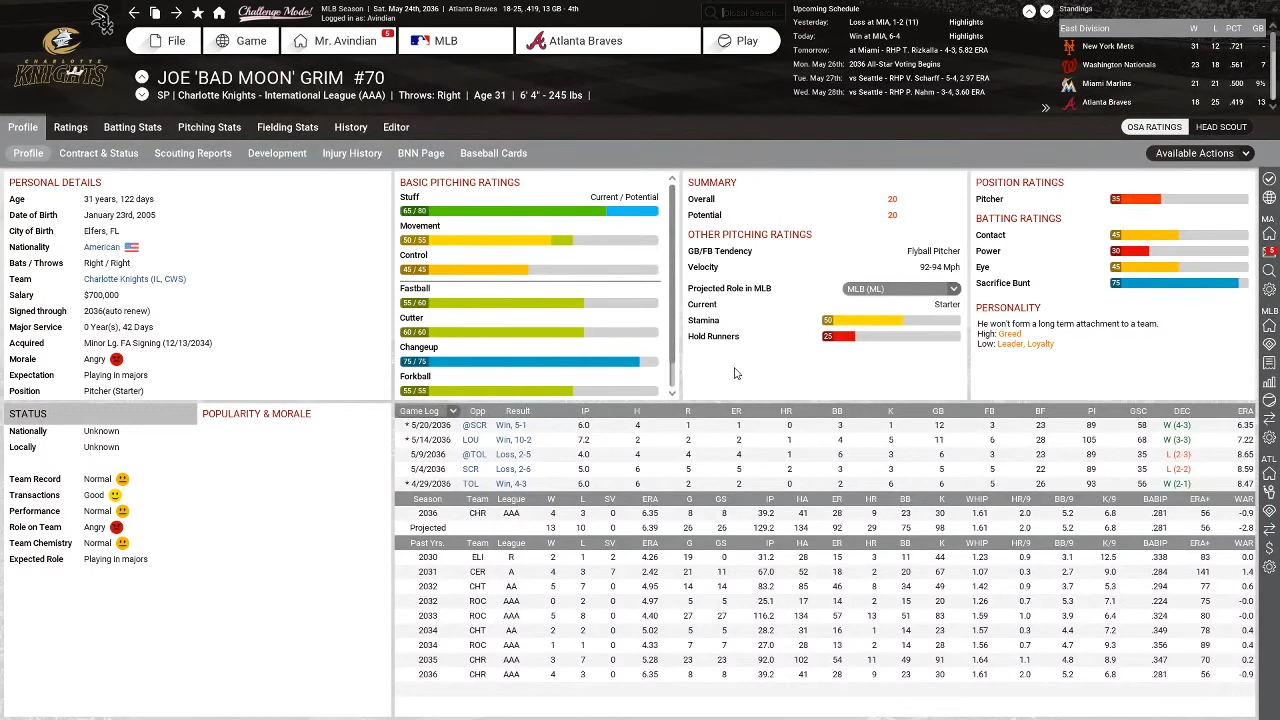 Challenge Mode!
MLB Season | Sat. May 24th, 2036 | Atlanta Braves 18-25, .419, 13 GB - 4th
Logged in as: Avindian
Global search...
File Game Mr. Avindian 5 MLB Atlanta Braves Play
Upcoming Schedule
Yesterday: Loss at MIA, 1-2 (11) Highlights
Today: Win at MIA, 6-4 Highlights
Tomorrow: at Miami - RHP T. Rizkalla - 4-3, 5.82 ERA
Mon. May 26th: 2036 All-Star Voting Begins
Tue. May 27th: vs Seattle - RHP V. Scharff - 5-4, 2.97 ERA
Wed. May 28th: vs Seattle - RHP P. Nahm - 3-4, 3.60 ERA
Standings
East Division W L PCT GB
New York Mets 31 12 .721 -
Washington Nationals 23 18 .561 7
Miami Marlins 21 21 .500 9½
Atlanta Braves 18 25 .419 13
CHARLOTTE
KNIGHTS
JOE 'BAD MOON' GRIM #70
SP | Charlotte Knights - International League (AAA) | Throws: Right | Age 31 | 6' 4" - 245 lbs |
Profile Ratings Batting Stats Pitching Stats Fielding Stats History Editor
OSA RATINGS HEAD SCOUT
Profile Contract & Status Scouting Reports Development Injury History BNN Page Baseball Cards
Available Actions
PERSONAL DETAILS
Age 31 years, 122 days
Date of Birth January 23rd, 2005
City of Birth Elfers, FL
Nationality American
Bats / Throws Right / Right
Team Charlotte Knights (IL, CWS)
Salary $700,000
Signed through 2036(auto renew)
Major Service 0 Year(s), 42 Days
Acquired Minor Lg. FA Signing (12/13/2034)
Morale Angry
Expectation Playing in majors
Position Pitcher (Starter)
BASIC PITCHING RATINGS
Stuff Current / Potential
65 / 80
Movement
50 / 55
Control
45 / 45
Fastball
55 / 60
Cutter
60 / 60
Changeup
75 / 75
Forkball
55 / 55
SUMMARY
Overall 20
Potential 20
OTHER PITCHING RATINGS
GB/FB Tendency Flyball Pitcher
Velocity 92-94 Mph
Projected Role in MLB MLB (ML)
Current Starter
Stamina 50
Hold Runners 25
POSITION RATINGS
Pitcher 35
BATTING RATINGS
Contact 45
Power 30
Eye 45
Sacrifice Bunt 75
PERSONALITY
He won't form a long term attachment to a team.
High: Greed
Low: Leader, Loyalty
MLB
5
ATL
STATUS
Nationally Unknown
Locally Unknown
POPULARITY & MORALE
Team Record Normal
Transactions Good
Performance Normal
Role on Team Angry
Team Chemistry Normal
Expected Role Playing in majors
Game Log Opp Result IP H R ER HR BB K GB FB BF PI GSC DEC ERA
* 5/20/2036 @SCR Win, 5-1 6.0 4 1 1 0 3 1 12 3 23 89 58 W (4-3) 6.35
* 5/14/2036 LOU Win, 10-2 7.2 2 2 2 1 4 5 11 6 28 105 68 W (3-3) 7.22
5/9/2036 @TOL Loss, 2-5 4.0 4 4 4 1 6 3 3 6 23 89 35 L (2-3) 8.65
5/4/2036 SCR Loss, 2-6 5.0 6 5 5 2 3 3 5 5 22 89 35 L (2-2) 8.59
* 4/29/2036 TOL Win, 4-3 6.0 6 2 2 2 0 6 6 5 26 93 56 W (2-1) 8.47
Season Team League W L SV ERA G GS IP HA ER HR BB K WHIP HR/9 BB/9 K/9 BABIP ERA+ WAR
2036 CHR AAA 4 3 0 6.35 8 8 39.2 41 28 9 23 30 1.61 2.0 5.2 6.8 .281 56 -0.9
Projected 13 10 0 6.39 26 26 129.2 134 92 29 75 98 1.61 2.0 5.2 6.8 .281 56 -2.8
Past Yrs. Team League W L SV ERA G GS IP HA ER HR BB K WHIP HR/9 BB/9 K/9 BABIP ERA+ WAR
2030 ELI R 2 1 2 4.26 19 0 31.2 28 15 3 11 44 1.23 0.9 3.1 12.5 .338 83 0.0
2031 CER A 1 3 7 2.42 21 11 67.0 52 18 2 20 67 1.07 0.3 2.7 9.0 .284 141 1.4
2032 CHT AA 5 7 0 4.95 14 14 83.2 85 46 8 34 49 1.42 0.9 3.7 5.3 .294 77 0.6
2032 ROC AAA 0 2 0 4.97 5 5 25.1 17 14 2 15 20 1.26 0.7 5.3 7.1 .224 75 -0.0
2033 ROC AAA 5 8 0 4.40 27 27 116.2 134 57 13 51 83 1.59 1.0 3.9 6.4 .324 80 -0.0
2034 CHT AA 2 2 0 5.02 5 5 28.2 31 16 1 14 23 1.57 0.3 4.4 7.2 .349 78 0.4
2034 ROC AAA 1 1 0 4.33 7 7 27.0 28 13 2 14 28 1.56 0.7 4.7 9.3 .356 89 0.4
2035 CHR AAA 3 7 0 5.28 23 23 92.0 102 54 11 49 91 1.64 1.1 4.8 8.9 .347 70 0.2
2036 CHR AAA 4 3 0 6.35 8 8 39.2 41 28 9 23 30 1.61 2.0 5.2 6.8 .281 56 -0.9